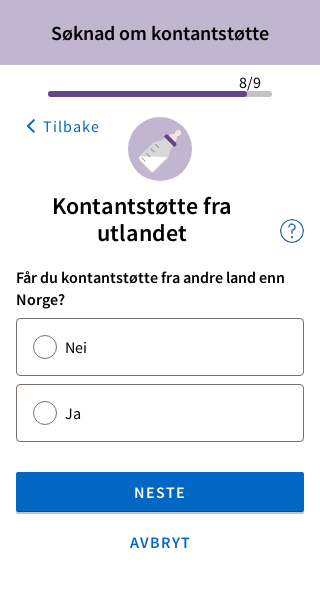 Søknad om kontantstøtte
8/9
Tilbake
Kontantstøtte fra
utlandet
?
Får du kontantstøtte fra andre land enn
Norge?
Nei
Ja
NESTE
AVBRYT